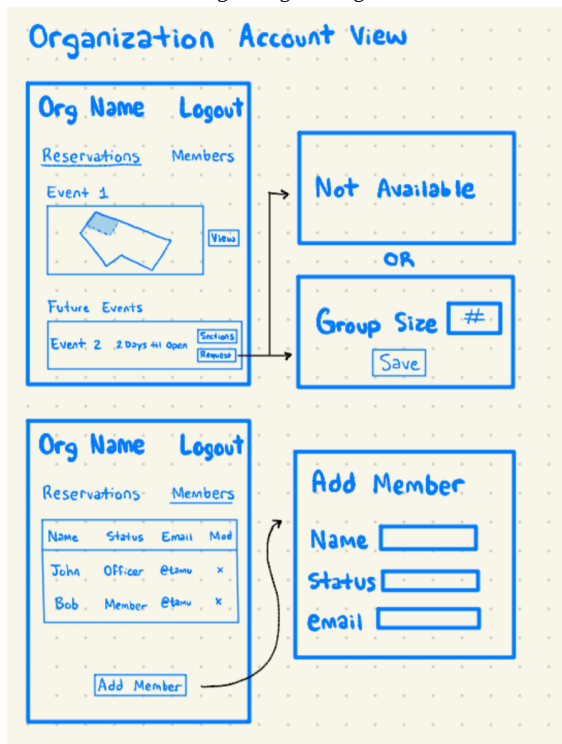 Organization Account View
Org Name Logout
Reservations Members
Event 1
View
Future Events
Event 2 2 Days til Open
Sections
Request
Not Available
OR
Group Size #
Save
Org Name Logout
Reservations Members
Name Status Email Mod
John Officer @tamu x
Bob Member @tamu x
Add Member
Add Member
Name
Status
email